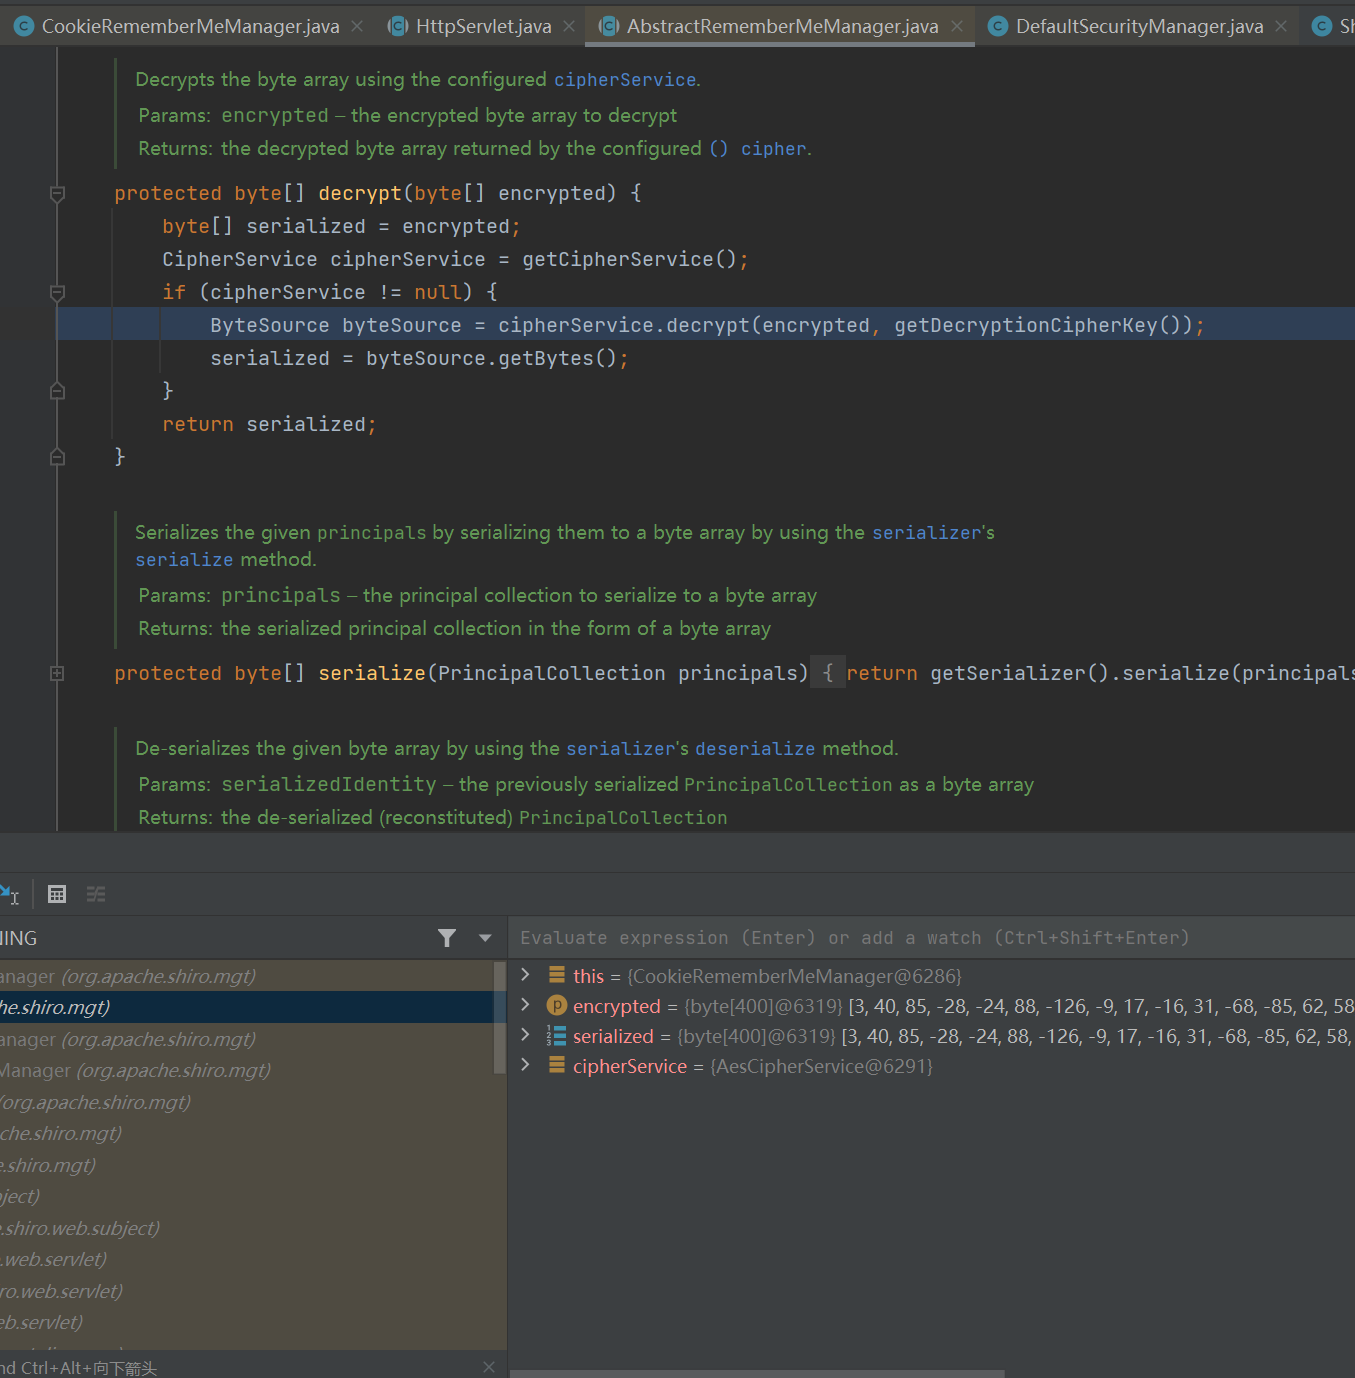 CookieRememberMeManager.java HttpServlet.java AbstractRememberMeManager.java DefaultSecurityManager.java
Decrypts the byte array using the configured cipherService.
Params: encrypted – the encrypted byte array to decrypt
Returns: the decrypted byte array returned by the configured () cipher.
protected byte[] decrypt(byte[] encrypted) {
byte[] serialized = encrypted;
CipherService cipherService = getCipherService();
if (cipherService != null) {
ByteSource byteSource = cipherService.decrypt(encrypted, getDecryptionCipherKey());
serialized = byteSource.getBytes();
}
return serialized;
}
Serializes the given principals by serializing them to a byte array by using the serializer's
serialize method.
Params: principals – the principal collection to serialize to a byte array
Returns: the serialized principal collection in the form of a byte array
protected byte[] serialize(PrincipalCollection principals) { return getSerializer().serialize(principals
De-serializes the given byte array by using the serializer's deserialize method.
Params: serializedIdentity – the previously serialized PrincipalCollection as a byte array
Returns: the de-serialized (reconstituted) PrincipalCollection
NING
Evaluate expression (Enter) or add a watch (Ctrl+Shift+Enter)
anager (org.apache.shiro.mgt)
he.shiro.mgt)
anager (org.apache.shiro.mgt)
Manager (org.apache.shiro.mgt)
(org.apache.shiro.mgt)
che.shiro.mgt)
e.shiro.mgt)
ject)
e.shiro.web.subject)
.web.servlet)
ro.web.servlet)
eb.servlet)
nd Ctrl+Alt+向下箭头
this = {CookieRememberMeManager@6286}
encrypted = {byte[400]@6319} [3, 40, 85, -28, -24, 88, -126, -9, 17, -16, 31, -68, -85, 62, 58
serialized = {byte[400]@6319} [3, 40, 85, -28, -24, 88, -126, -9, 17, -16, 31, -68, -85, 62, 58,
cipherService = {AesCipherService@6291}